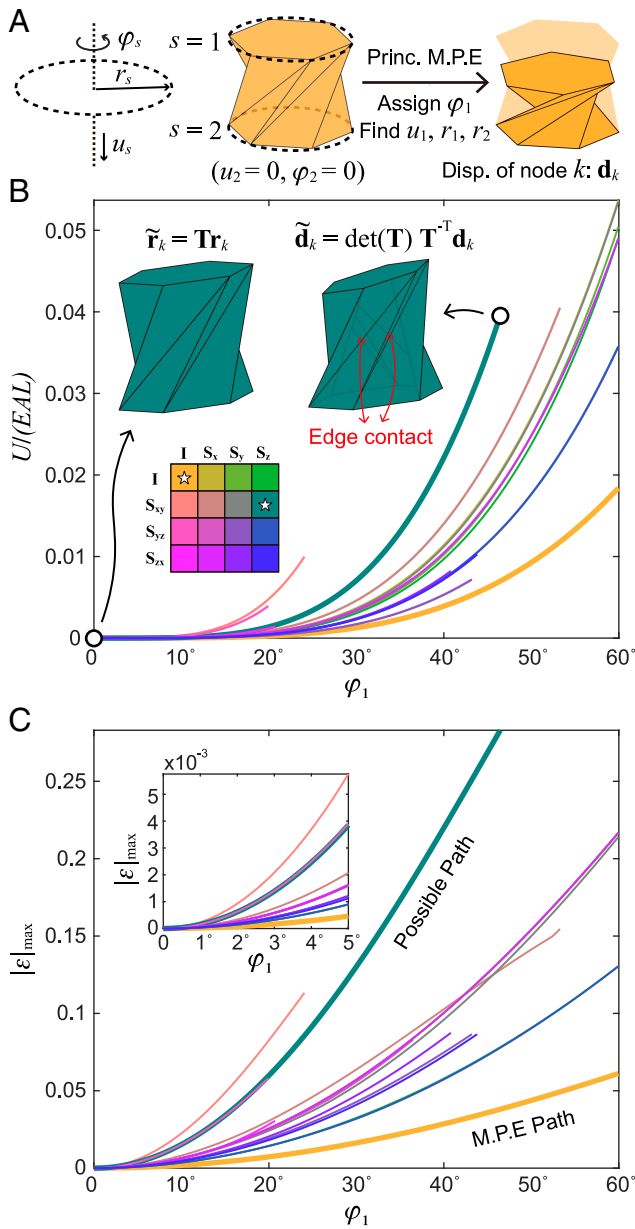 A
φs
rs
us
s = 1
s = 2
(u2 = 0, φ2 = 0)
Princ. M.P.E
Assign φ1
Find u1, r1, r2
Disp. of node k: dk
B
r̃k = Trk
d̃k = det(T) T-Tdk
Edge contact
I Sx Sy Sz
I
Sxy
Syz
Szx
U/(EAL)
0.05
0.04
0.03
0.02
0.01
0
0 10° 20° 30° 40° 50° 60°
φ1
C
x10-3
5
4
3
2
1
0
|ε|max
0 1° 2° 3° 4° 5°
φ1
Possible Path
M.P.E Path
|ε|max
0.25
0.2
0.15
0.1
0.05
0
0 10° 20° 30° 40° 50° 60°
φ1